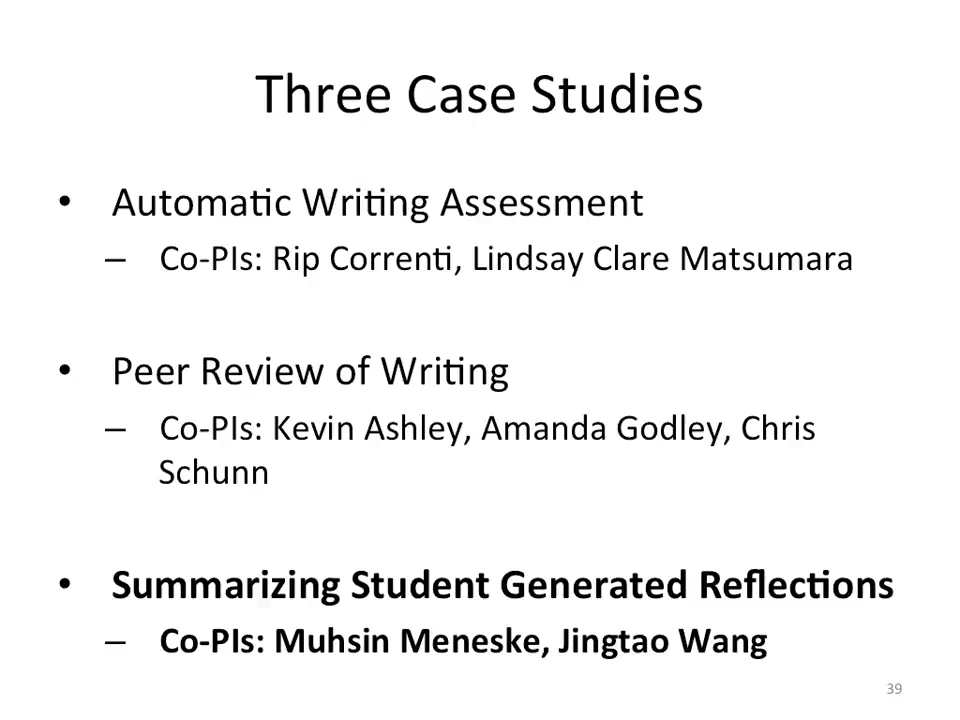 Three Case Studies
• Automatic Writing Assessment
– Co-PIs: Rip Correnti, Lindsay Clare Matsumara
• Peer Review of Writing
– Co-PIs: Kevin Ashley, Amanda Godley, Chris
Schunn
• Summarizing Student Generated Reflections
– Co-PIs: Muhsin Meneske, Jingtao Wang
39